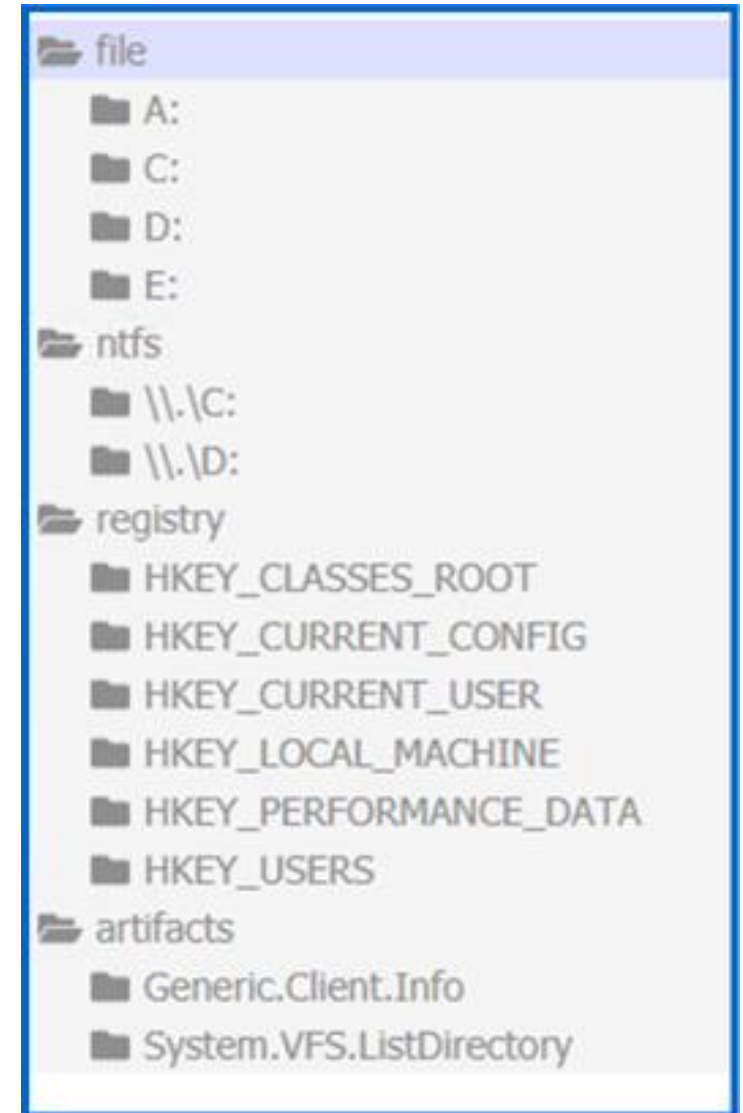 file
A:
C:
D:
E:
ntfs
\\.\C:
\\.\D:
registry
HKEY_CLASSES_ROOT
HKEY_CURRENT_CONFIG
HKEY_CURRENT_USER
HKEY_LOCAL_MACHINE
HKEY_PERFORMANCE_DATA
HKEY_USERS
artifacts
Generic.Client.Info
System.VFS.ListDirectory